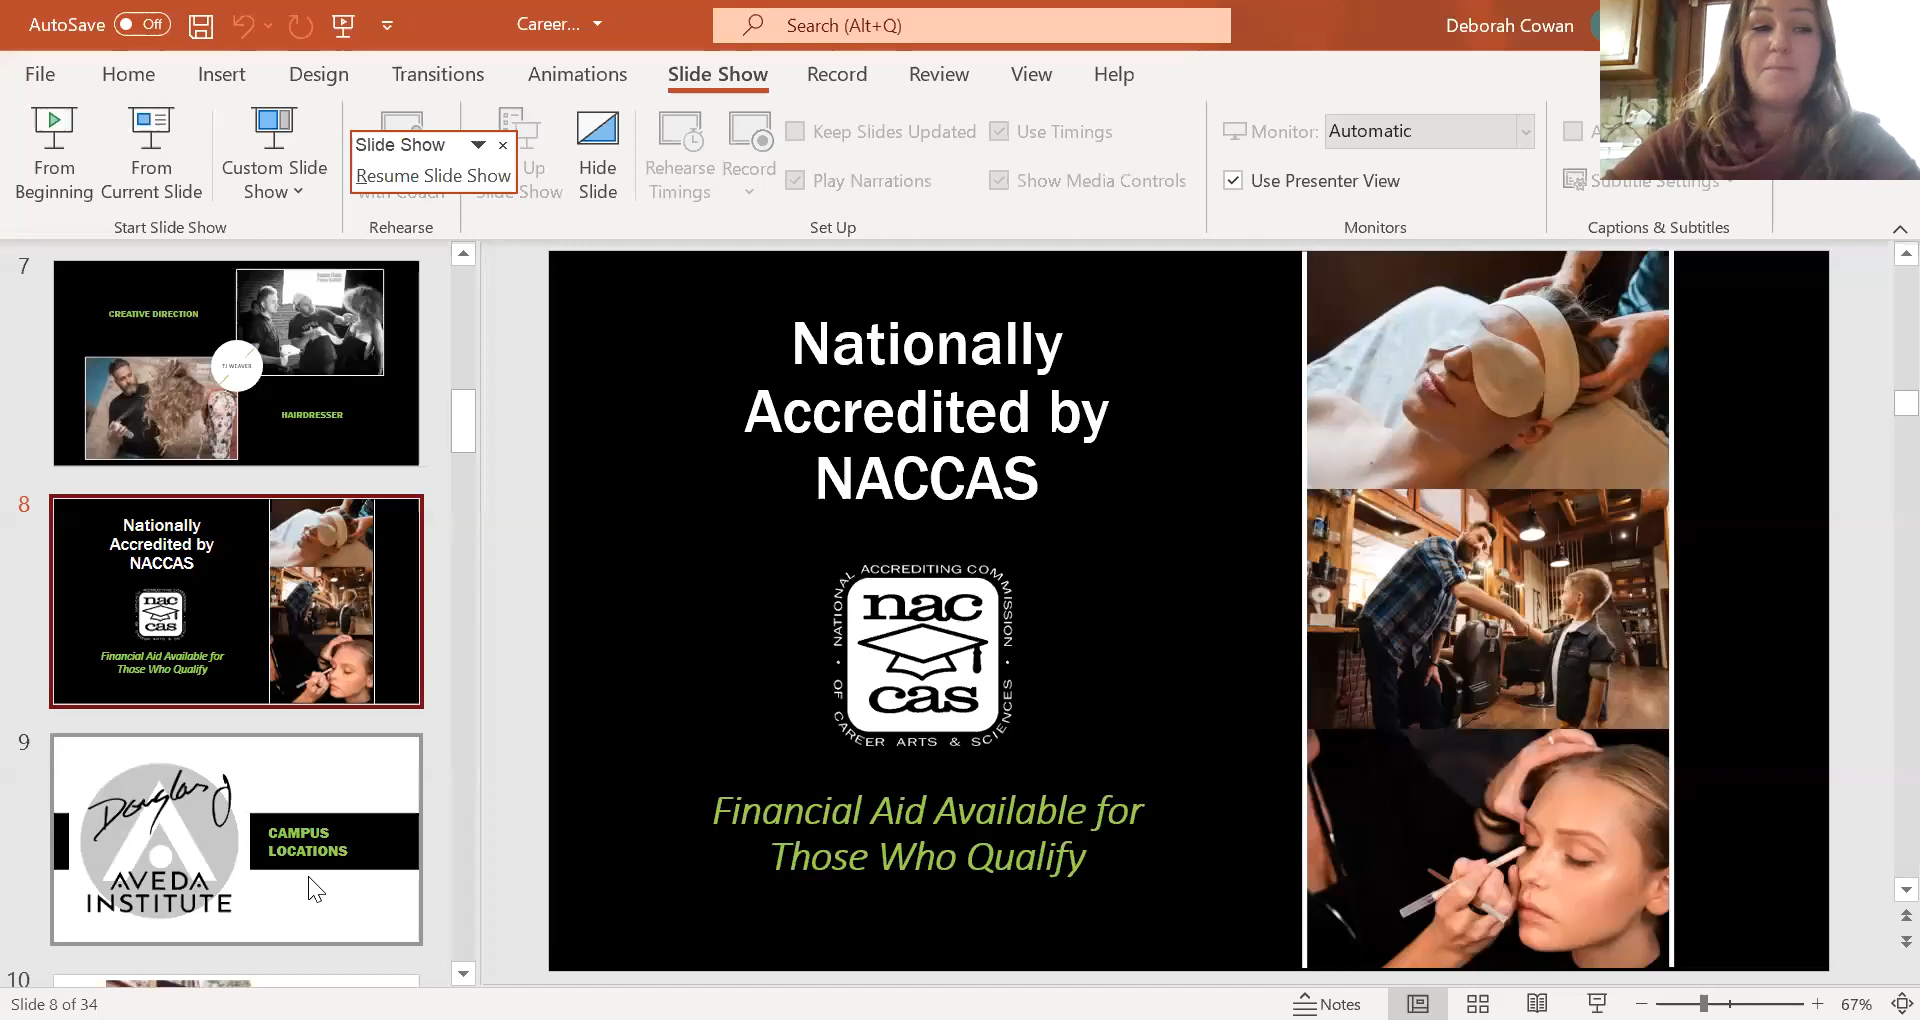 AutoSave Off
Career...
Search (Alt+Q)
Deborah Cowan
File Home Insert Design Transitions Animations Slide Show Record Review View Help
From Beginning
From Current Slide
Custom Slide Show
Start Slide Show
Slide Show
Resume Slide Show
with Coach
Rehearse
Up
Slide Show
Hide Slide
Rehearse Timings
Record
Keep Slides Updated
Use Timings
Play Narrations
Show Media Controls
Set Up
Monitor: Automatic
Use Presenter View
Monitors
Subtitle Settings
Captions & Subtitles
7
CREATIVE DIRECTION
TJ WEAVER
HAIRDRESSER
8
Nationally
Accredited by
NACCAS
nac
cas
Financial Aid Available for
Those Who Qualify
9
Douglas J
AVEDA
INSTITUTE
CAMPUS
LOCATIONS
10
Nationally
Accredited by
NACCAS
NATIONAL ACCREDITING COMMISSION OF CAREER ARTS & SCIENCES
nac
cas
Financial Aid Available for
Those Who Qualify
Slide 8 of 34
Notes
67%